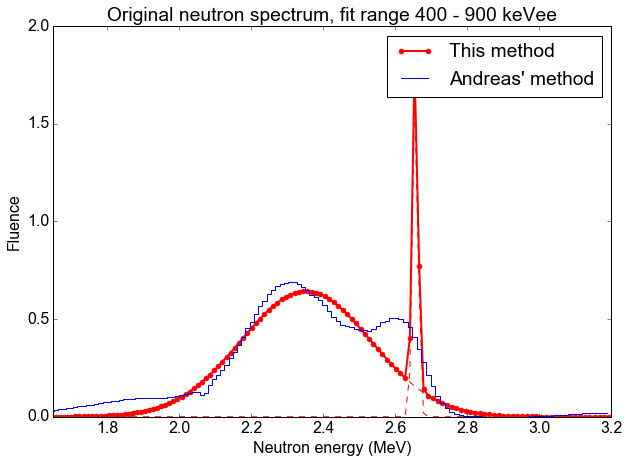 Original neutron spectrum, fit range 400 - 900 keVee
This method
Andreas' method
2.0
1.5
1.0
0.5
0.0
Fluence
1.8 2.0 2.2 2.4 2.6 2.8 3.0 3.2
Neutron energy (MeV)